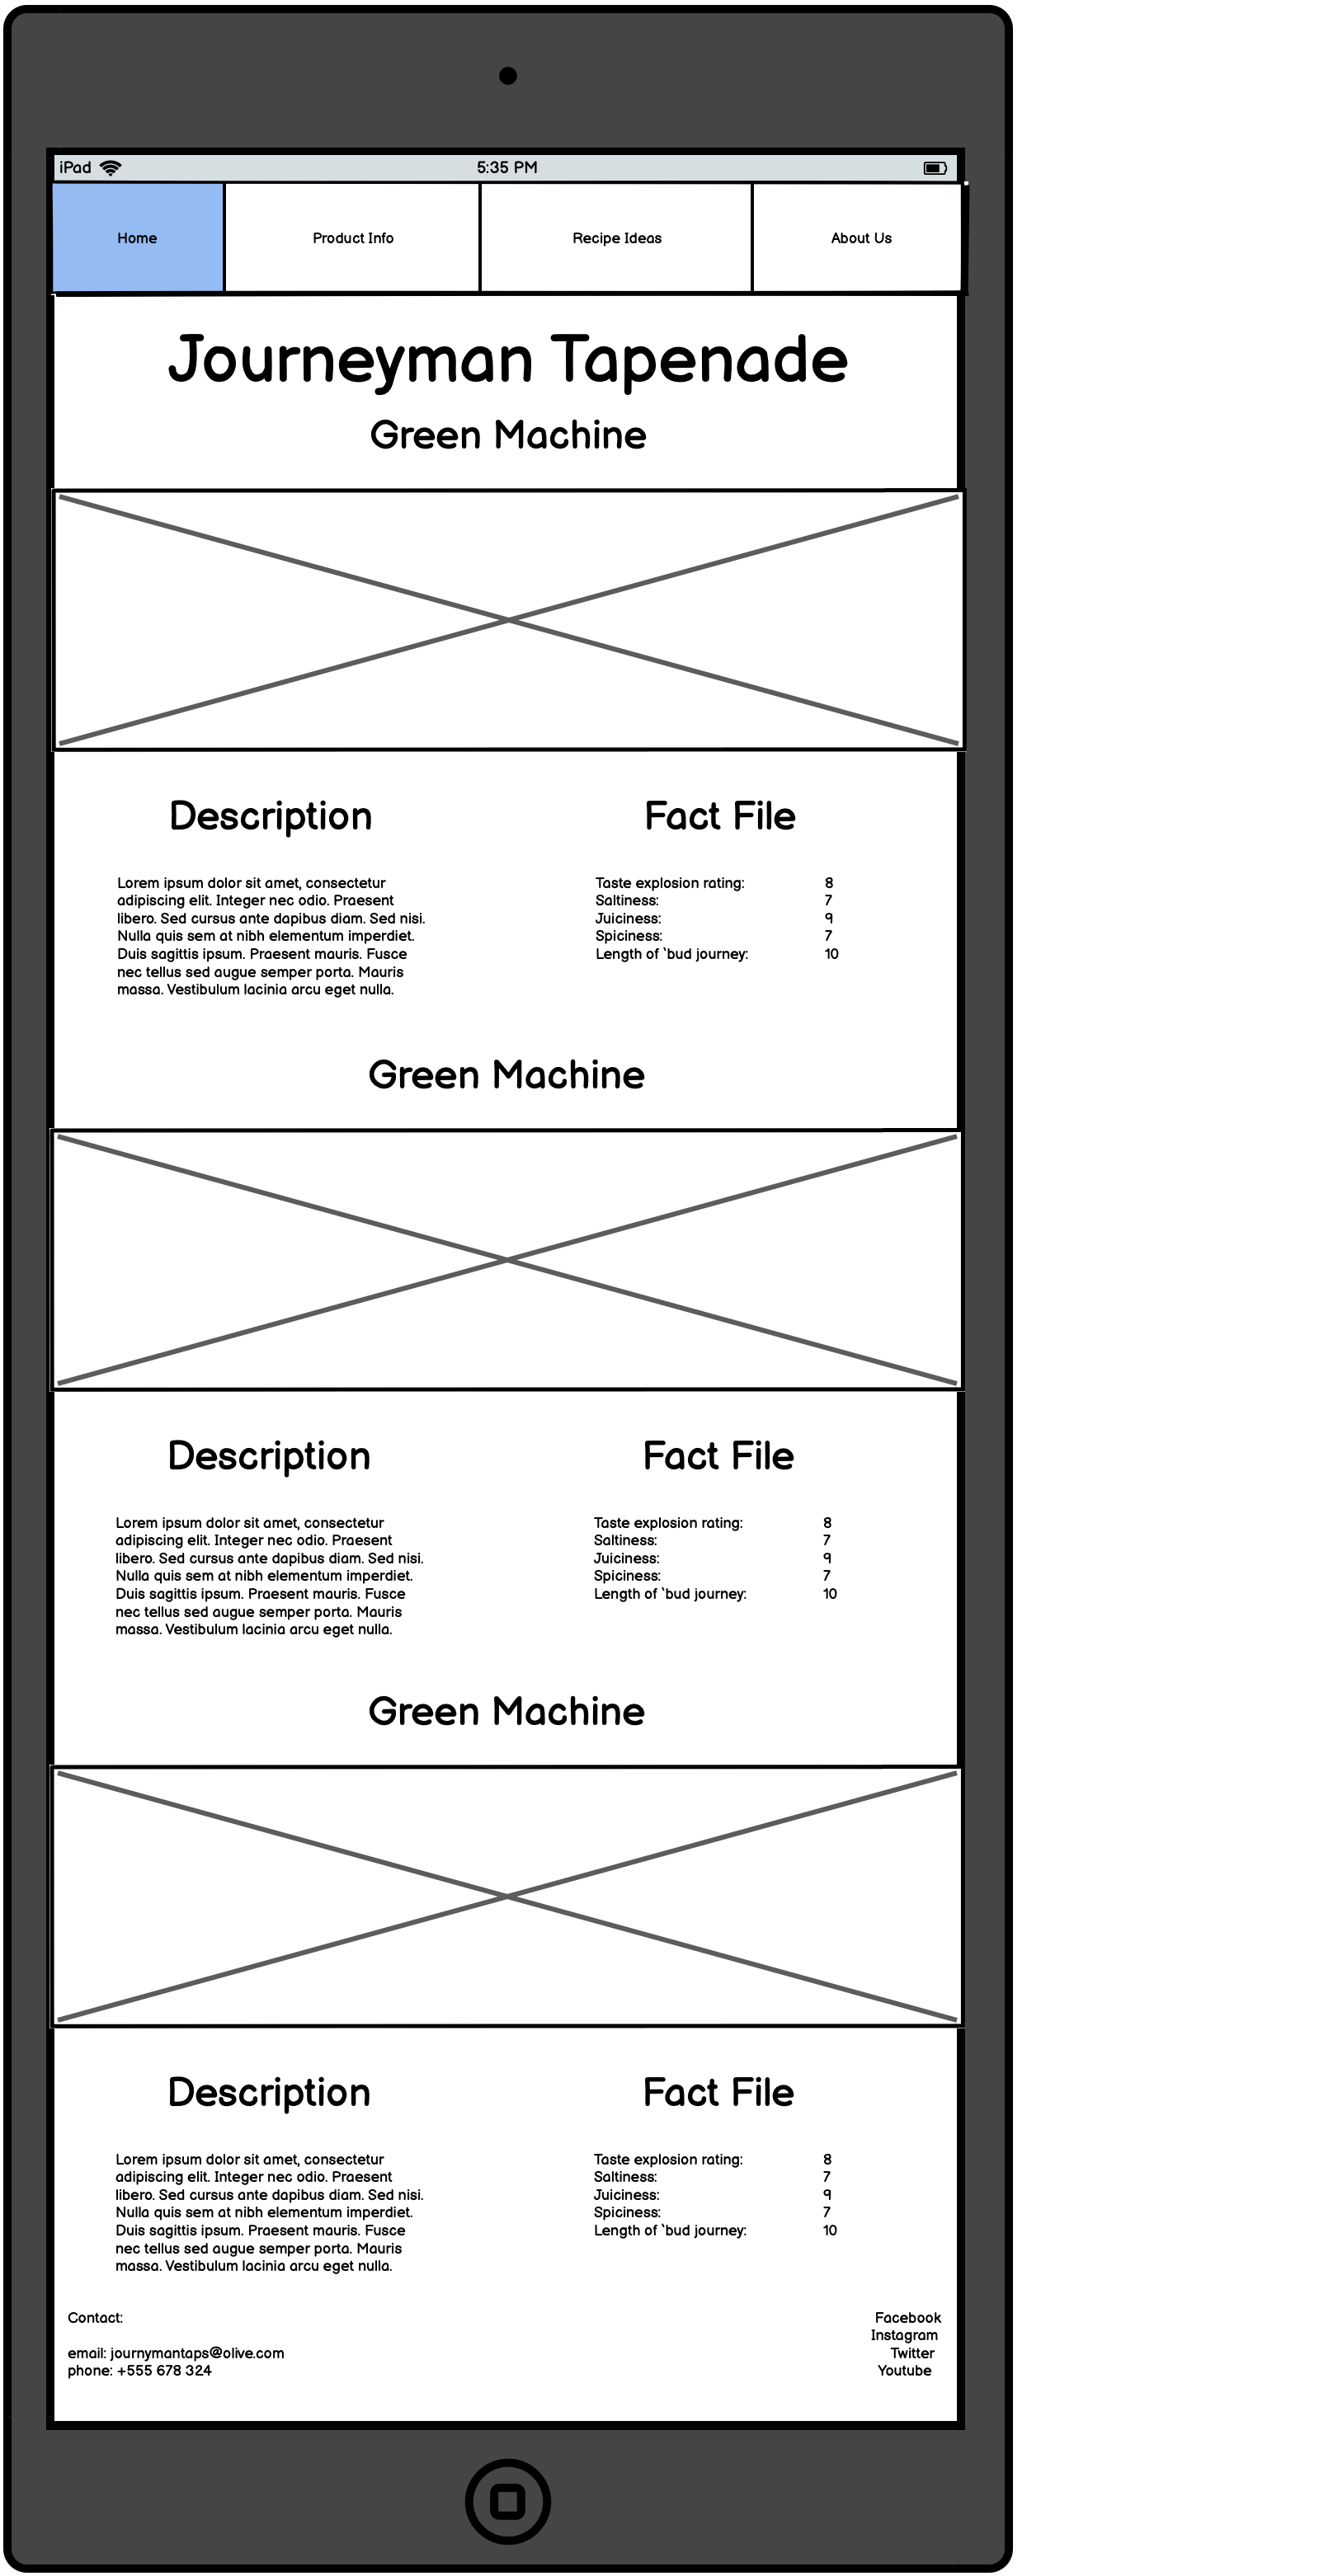 iPad 5:35 PM
Home Product Info Recipe Ideas About Us
Journeyman Tapenade
Green Machine
Description
Lorem ipsum dolor sit amet, consectetur
adipiscing elit. Integer nec odio. Praesent
libero. Sed cursus ante dapibus diam. Sed nisi.
Nulla quis sem at nibh elementum imperdiet.
Duis sagittis ipsum. Praesent mauris. Fusce
nec tellus sed augue semper porta. Mauris
massa. Vestibulum lacinia arcu eget nulla.
Fact File
Taste explosion rating: 8
Saltiness: 7
Juiciness: 9
Spiciness: 7
Length of `bud journey: 10
Green Machine
Description
Lorem ipsum dolor sit amet, consectetur
adipiscing elit. Integer nec odio. Praesent
libero. Sed cursus ante dapibus diam. Sed nisi.
Nulla quis sem at nibh elementum imperdiet.
Duis sagittis ipsum. Praesent mauris. Fusce
nec tellus sed augue semper porta. Mauris
massa. Vestibulum lacinia arcu eget nulla.
Fact File
Taste explosion rating: 8
Saltiness: 7
Juiciness: 9
Spiciness: 7
Length of `bud journey: 10
Green Machine
Description
Lorem ipsum dolor sit amet, consectetur
adipiscing elit. Integer nec odio. Praesent
libero. Sed cursus ante dapibus diam. Sed nisi.
Nulla quis sem at nibh elementum imperdiet.
Duis sagittis ipsum. Praesent mauris. Fusce
nec tellus sed augue semper porta. Mauris
massa. Vestibulum lacinia arcu eget nulla.
Fact File
Taste explosion rating: 8
Saltiness: 7
Juiciness: 9
Spiciness: 7
Length of `bud journey: 10
Contact:
email: journymantaps@olive.com
phone: +555 678 324
Facebook
Instagram
Twitter
Youtube